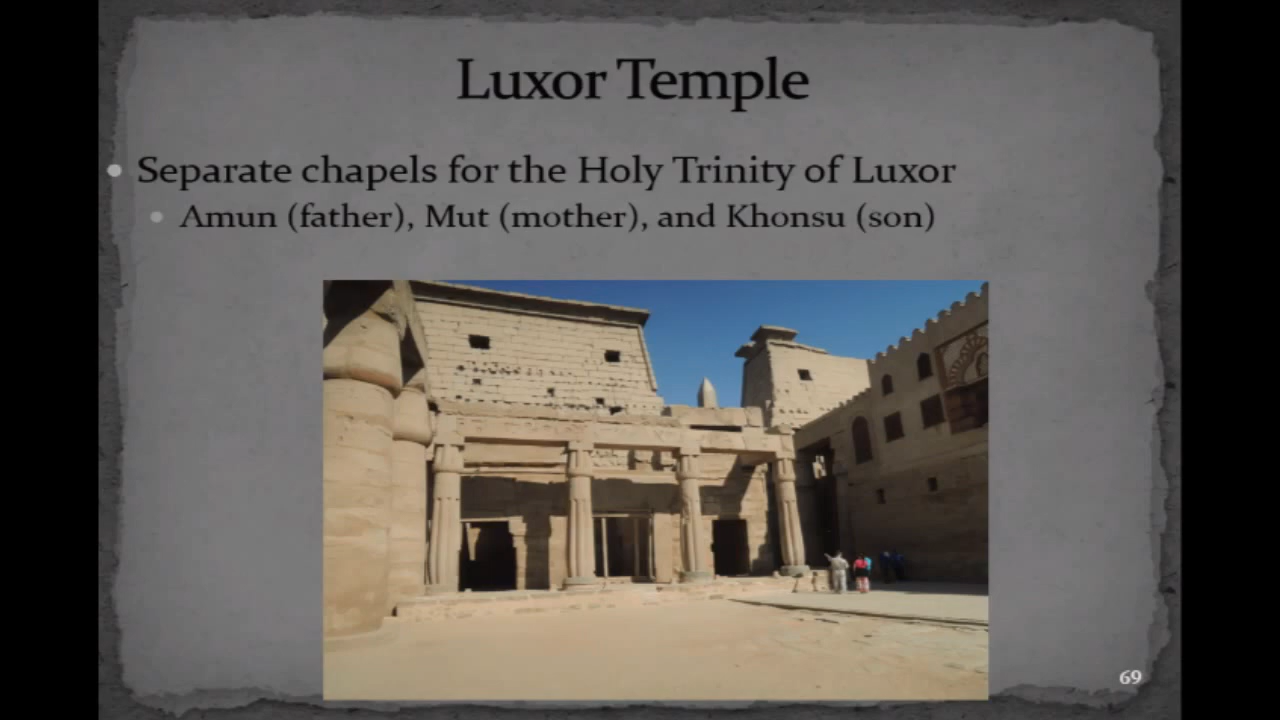 Luxor Temple
Separate chapels for the Holy Trinity of Luxor
Amun (father), Mut (mother), and Khonsu (son)
69